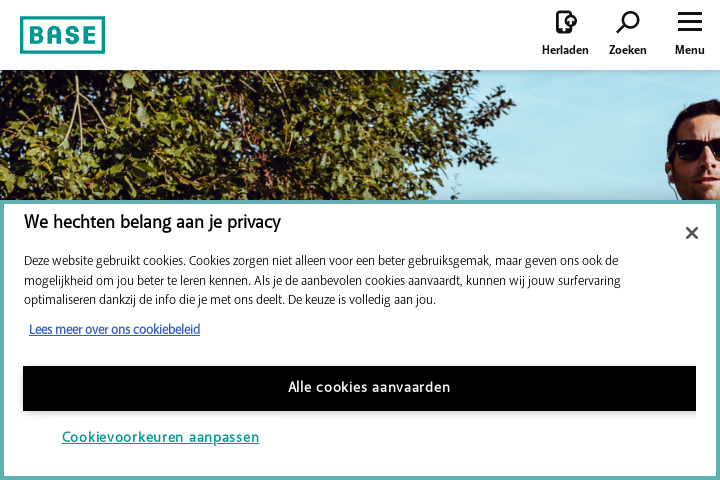 BASE
Herladen
Zoeken
Menu
We hechten belang aan je privacy
Deze website gebruikt cookies. Cookies zorgen niet alleen voor een beter gebruiksgemak, maar geven ons ook de
mogelijkheid om jou beter te leren kennen. Als je de aanbevolen cookies aanvaardt, kunnen wij jouw surfervaring
optimaliseren dankzij de info die je met ons deelt. De keuze is volledig aan jou.
Lees meer over ons cookiebeleid
Alle cookies aanvaarden
Cookievoorkeuren aanpassen